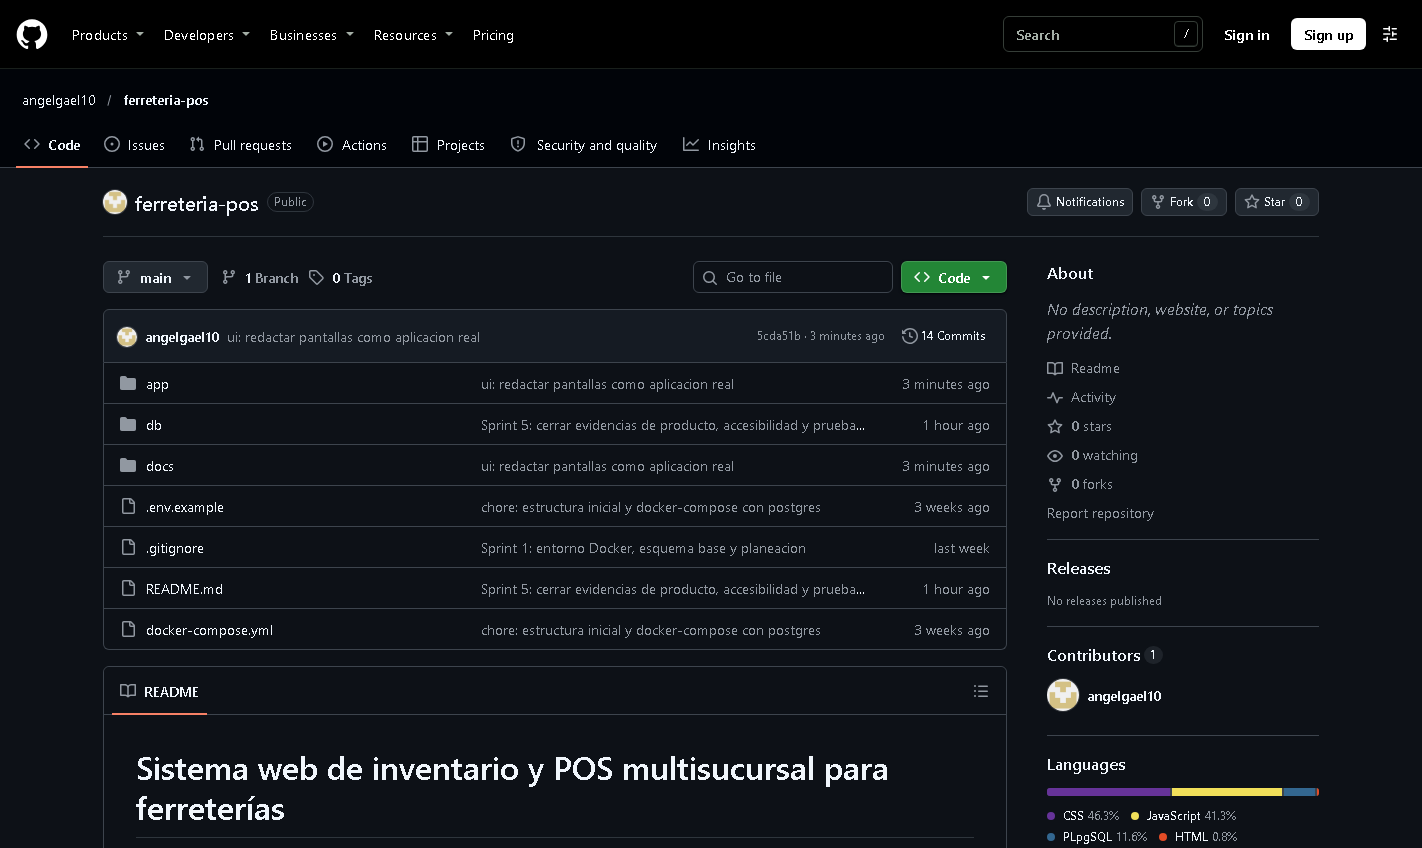 Products Developers Businesses Resources Pricing Search / Sign in Sign up
angelgael10 / ferreteria-pos
Code Issues Pull requests Actions Projects Security and quality Insights
ferreteria-pos Public Notifications Fork 0 Star 0
main 1 Branch 0 Tags Go to file Code
angelgael10 ui: redactar pantallas como aplicacion real 5cda51b · 3 minutes ago 14 Commits
app ui: redactar pantallas como aplicacion real 3 minutes ago
db Sprint 5: cerrar evidencias de producto, accesibilidad y prueba... 1 hour ago
docs ui: redactar pantallas como aplicacion real 3 minutes ago
.env.example chore: estructura inicial y docker-compose con postgres 3 weeks ago
.gitignore Sprint 1: entorno Docker, esquema base y planeacion last week
README.md Sprint 5: cerrar evidencias de producto, accesibilidad y prueba... 1 hour ago
docker-compose.yml chore: estructura inicial y docker-compose con postgres 3 weeks ago
README
Sistema web de inventario y POS multisucursal para
ferreterías
About
No description, website, or topics
provided.
Readme
Activity
0 stars
0 watching
0 forks
Report repository
Releases
No releases published
Contributors 1
angelgael10
Languages
CSS 46.3% JavaScript 41.3%
PLpgSQL 11.6% HTML 0.8%